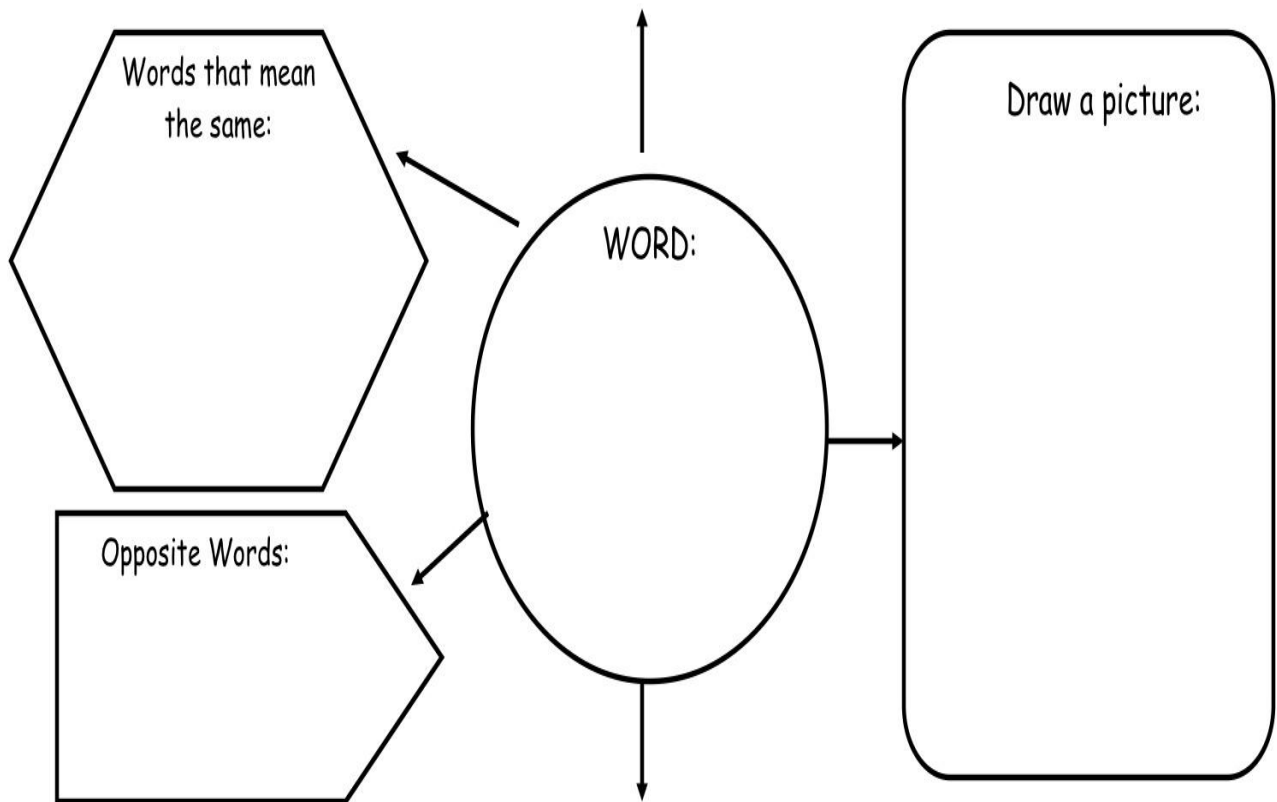 Words that mean
the same:
WORD:
Draw a picture:
Opposite Words: